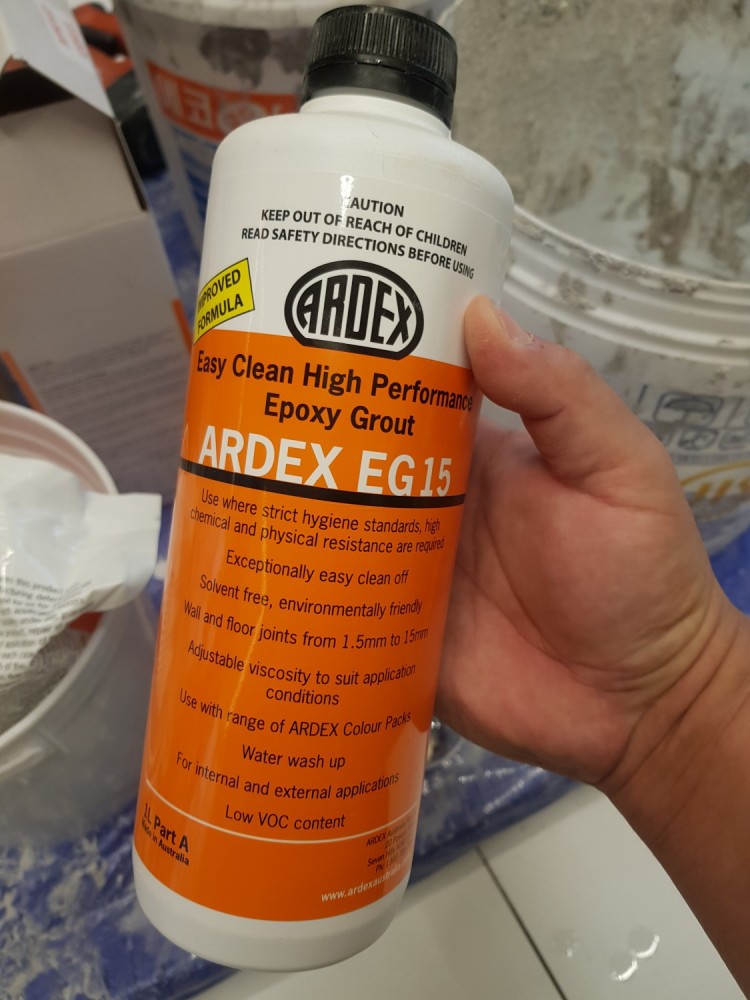 CAUTION
KEEP OUT OF REACH OF CHILDREN
READ SAFETY DIRECTIONS BEFORE USING
IMPROVED
FORMULA
ARDEX
Easy Clean High Performance
Epoxy Grout
ARDEX EG15
Use where strict hygiene standards, high
chemical and physical resistance are required
Exceptionally easy clean off
Solvent free, environmentally friendly
Wall and floor joints from 1.5mm to 15mm
Adjustable viscosity to suit application
conditions
Use with range of ARDEX Colour Packs
Water wash up
For internal and external applications
Low VOC content
1L Part A
Made in Australia
ARDEX
Seven
www.ardexaustralia